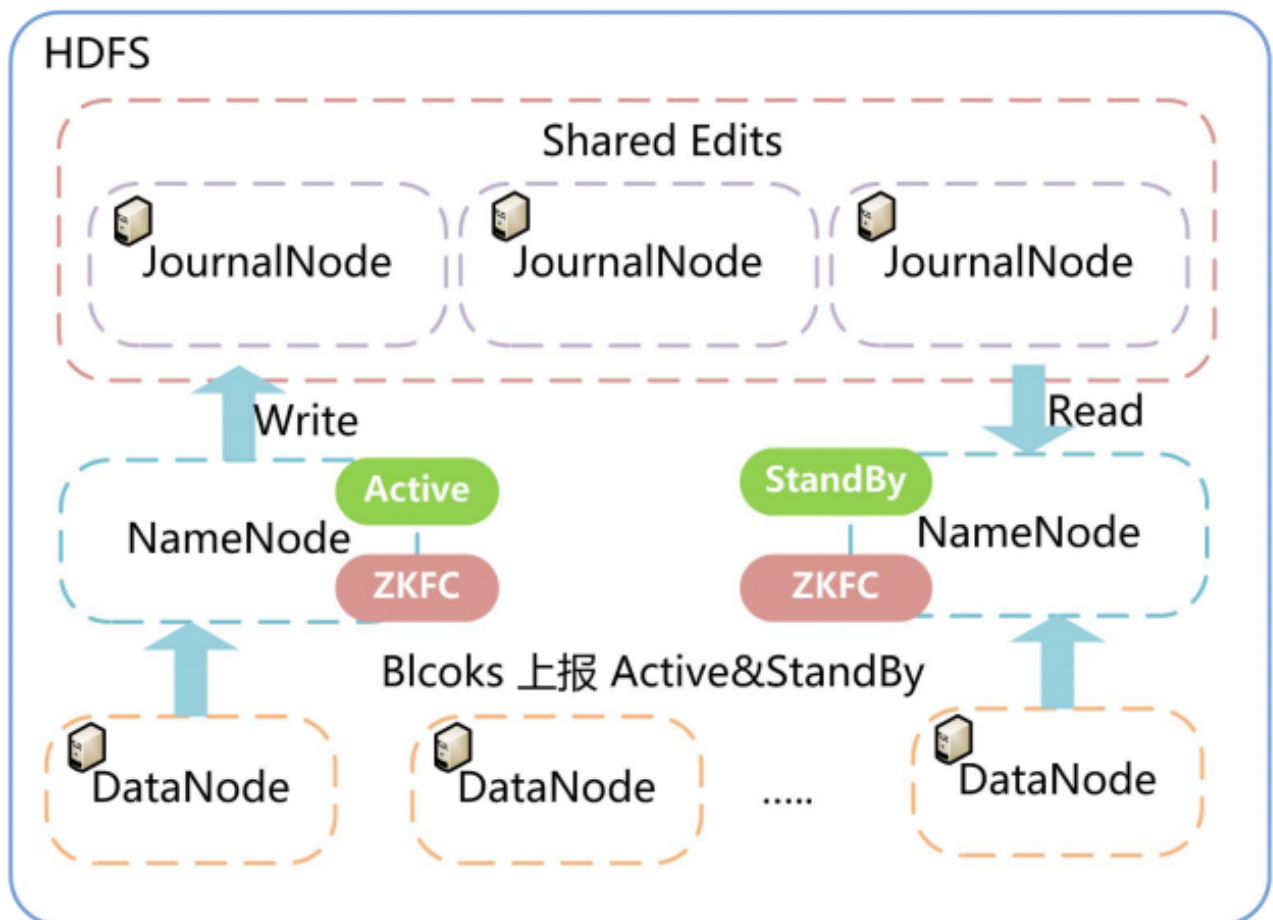 HDFS
Shared Edits
JournalNode
JournalNode
JournalNode
Write
Read
Active
StandBy
NameNode
NameNode
ZKFC
ZKFC
Blcoks 上报 Active&StandBy
DataNode
DataNode
.....
DataNode